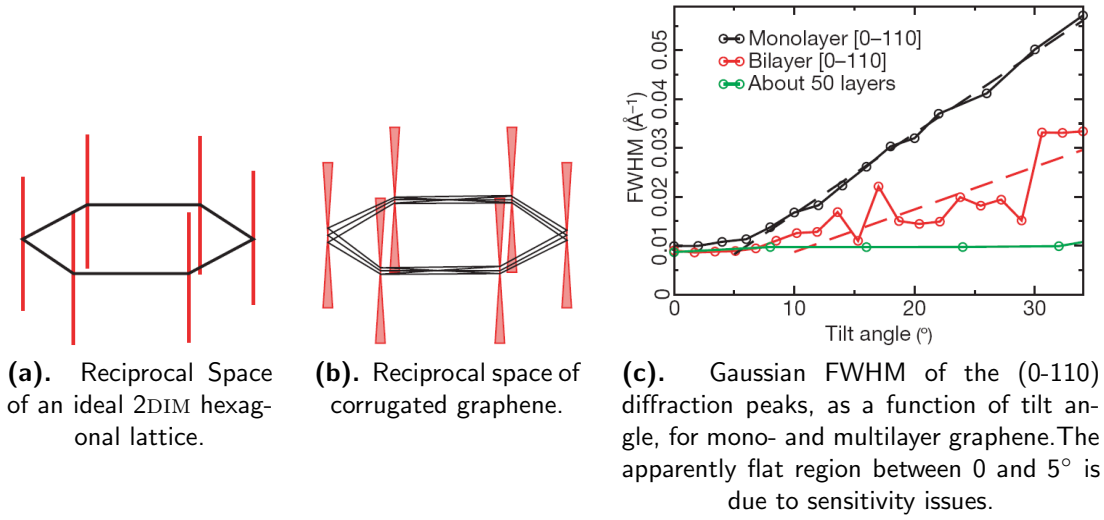 (a). Reciprocal Space
of an ideal 2DIM hexag-
onal lattice.
(b). Reciprocal space of
corrugated graphene.
Monolayer [0–110]
Bilayer [0–110]
About 50 layers
FWHM (Å⁻¹)
0.05
0.04
0.03
0.02
0.01
0
0 10 20 30
Tilt angle (º)
(c). Gaussian FWHM of the (0-110)
diffraction peaks, as a function of tilt an-
gle, for mono- and multilayer graphene.The
apparently flat region between 0 and 5° is
due to sensitivity issues.